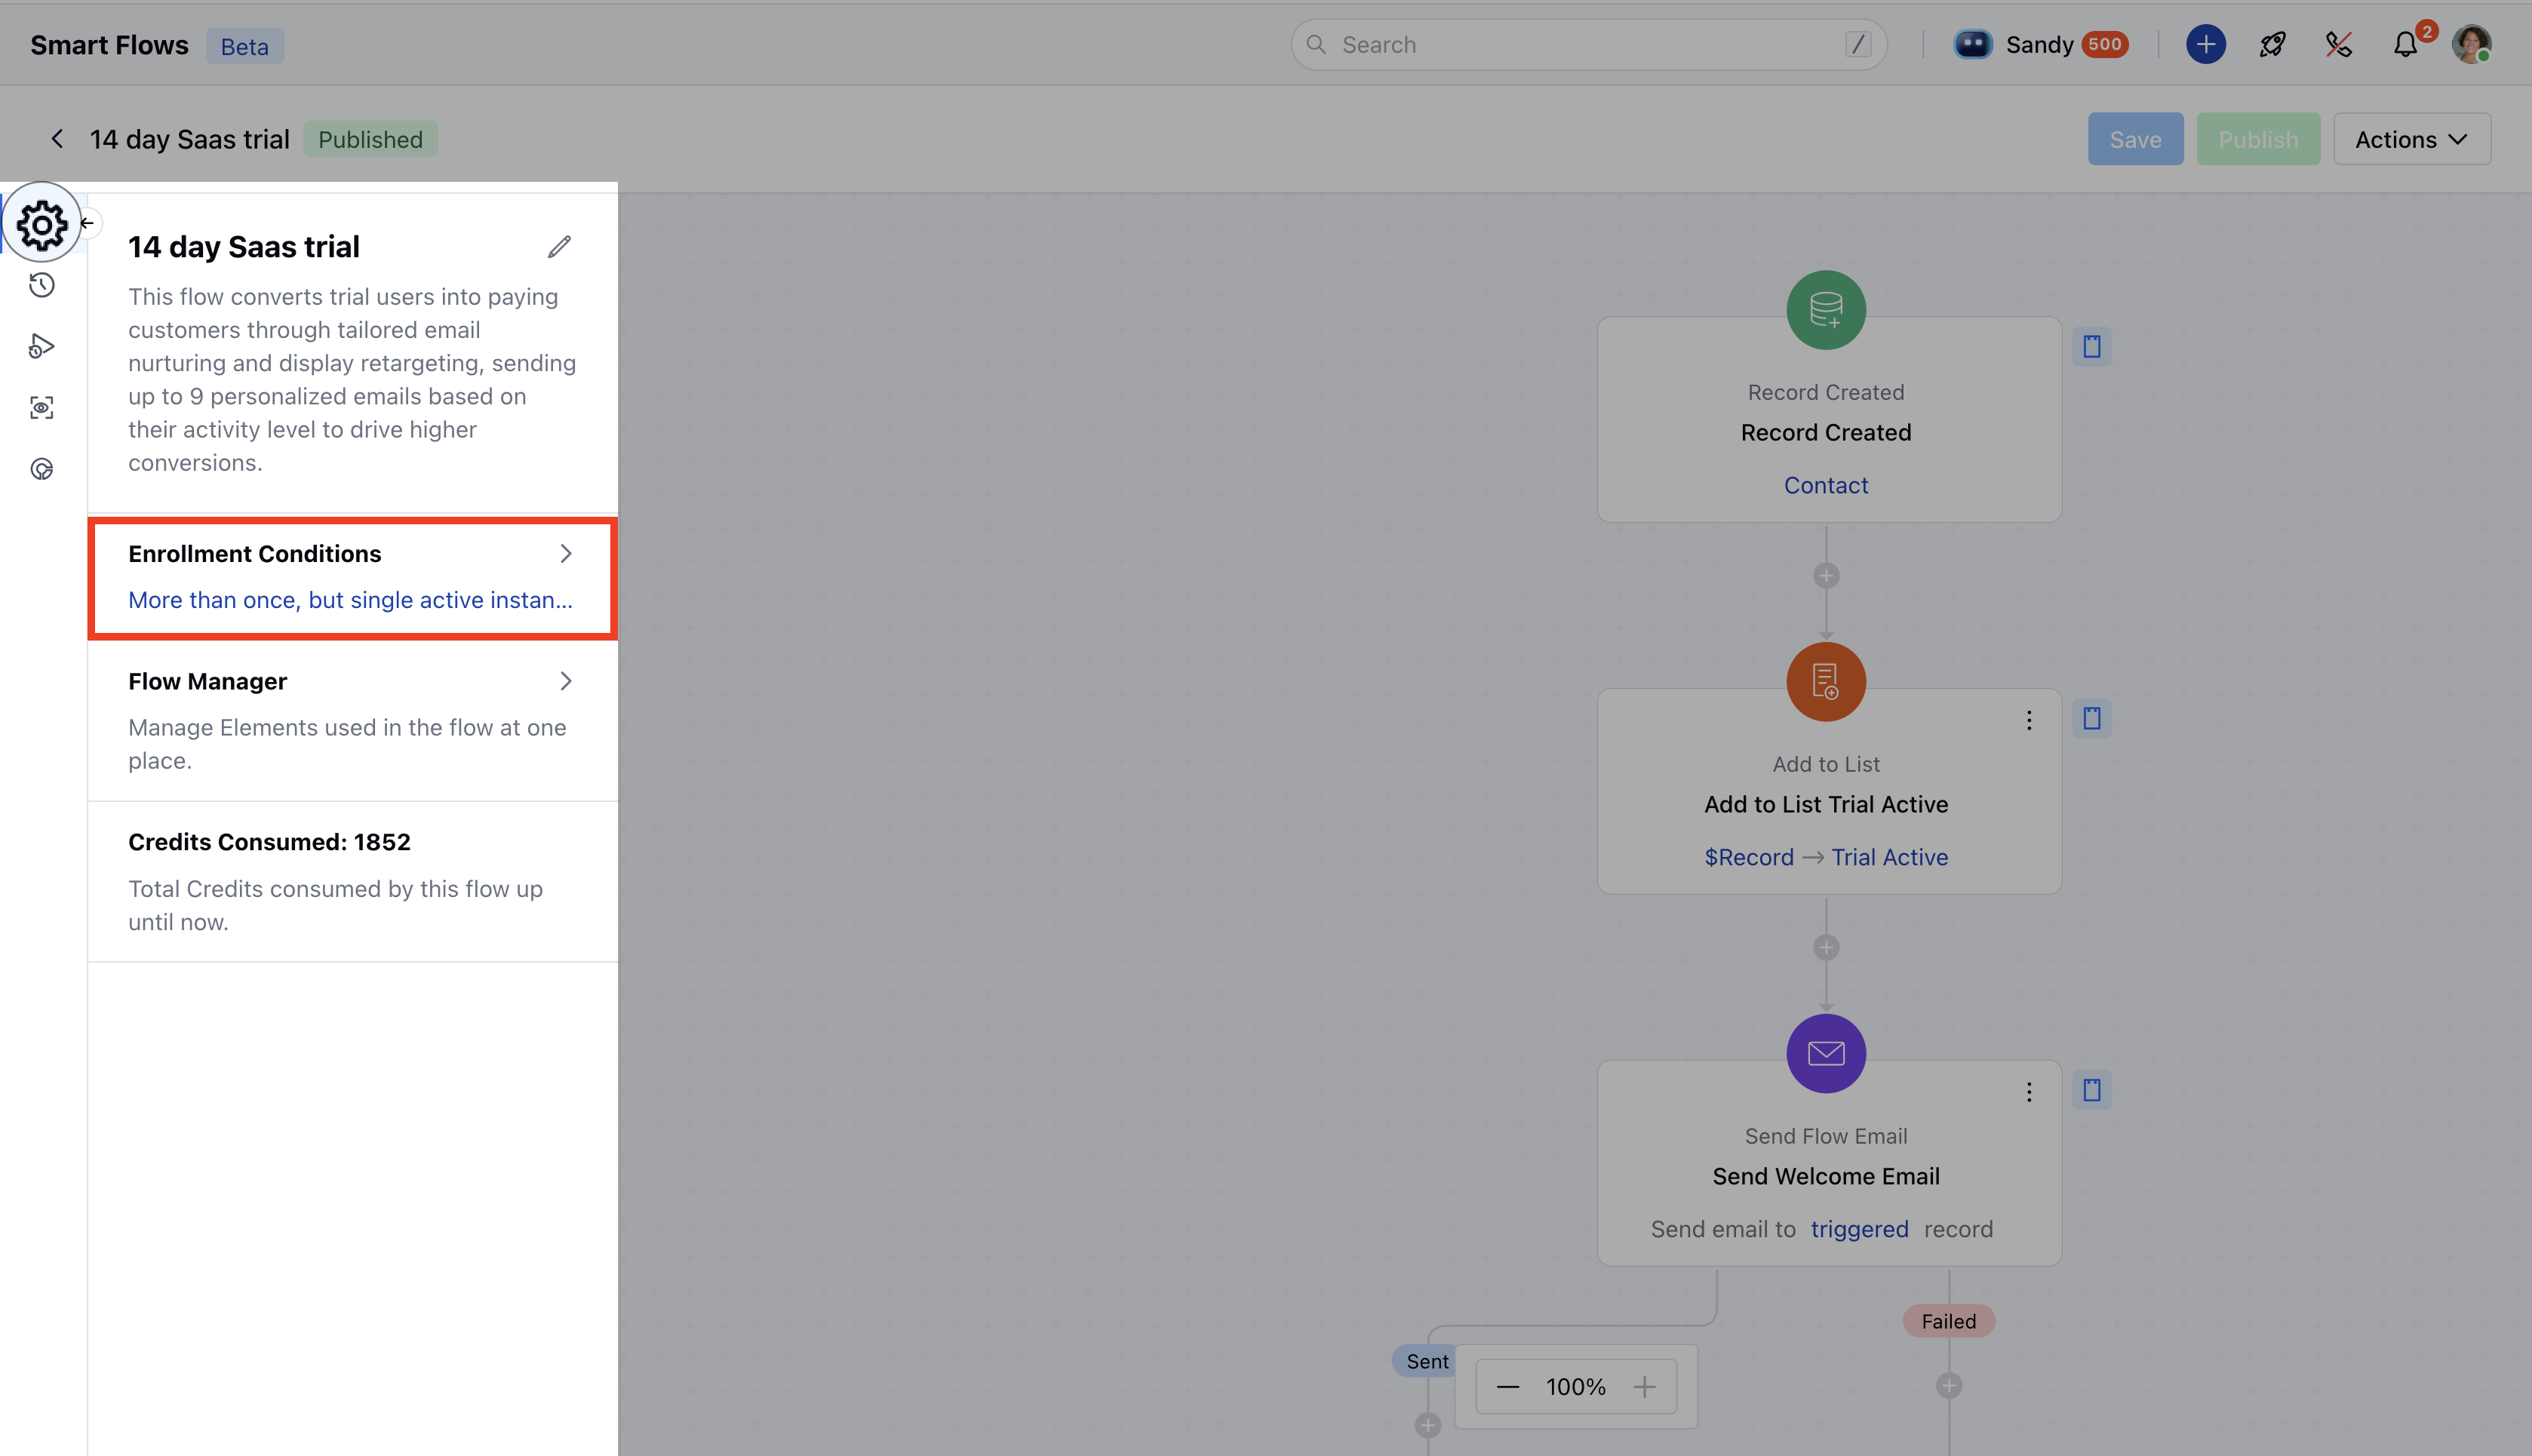 Smart Flows
Beta
Search
/
Sandy
500
2
14 day Saas trial
Published
Save
Publish
Actions
14 day Saas trial
This flow converts trial users into paying
customers through tailored email
nurturing and display retargeting, sending
up to 9 personalized emails based on
their activity level to drive higher
conversions.
Enrollment Conditions
More than once, but single active instan...
Flow Manager
Manage Elements used in the flow at one
place.
Credits Consumed: 1852
Total Credits consumed by this flow up
until now.
Record Created
Record Created
Contact
Add to List
Add to List Trial Active
$Record → Trial Active
Send Flow Email
Send Welcome Email
Send email to triggered record
Failed
Sent
100%